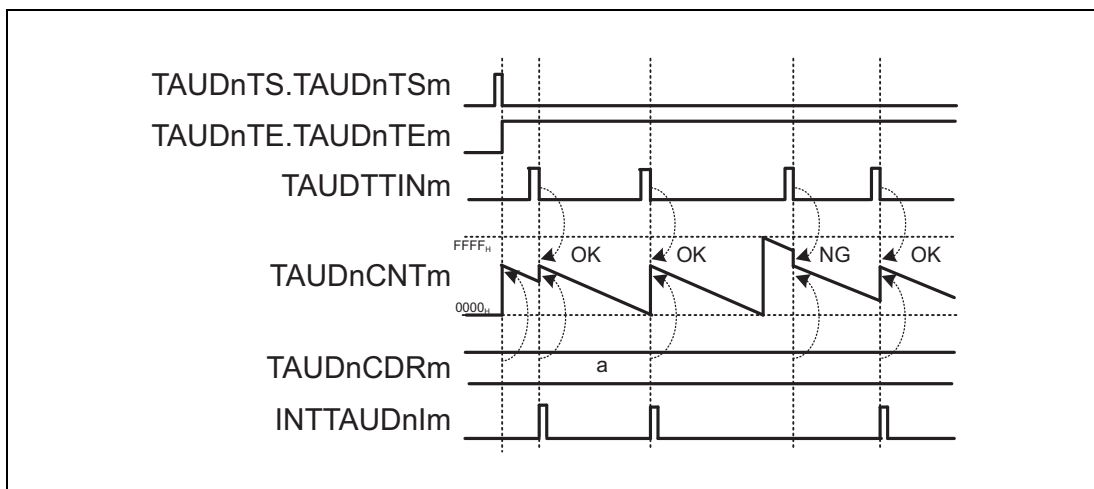 TAUDnTS.TAUDnTSm
TAUDnTE.TAUDnTEm
TAUDTTINm
FFFFH
OK OK NG OK
TAUDnCNTm
0000H
TAUDnCDRm
a
INTTAUDnIm